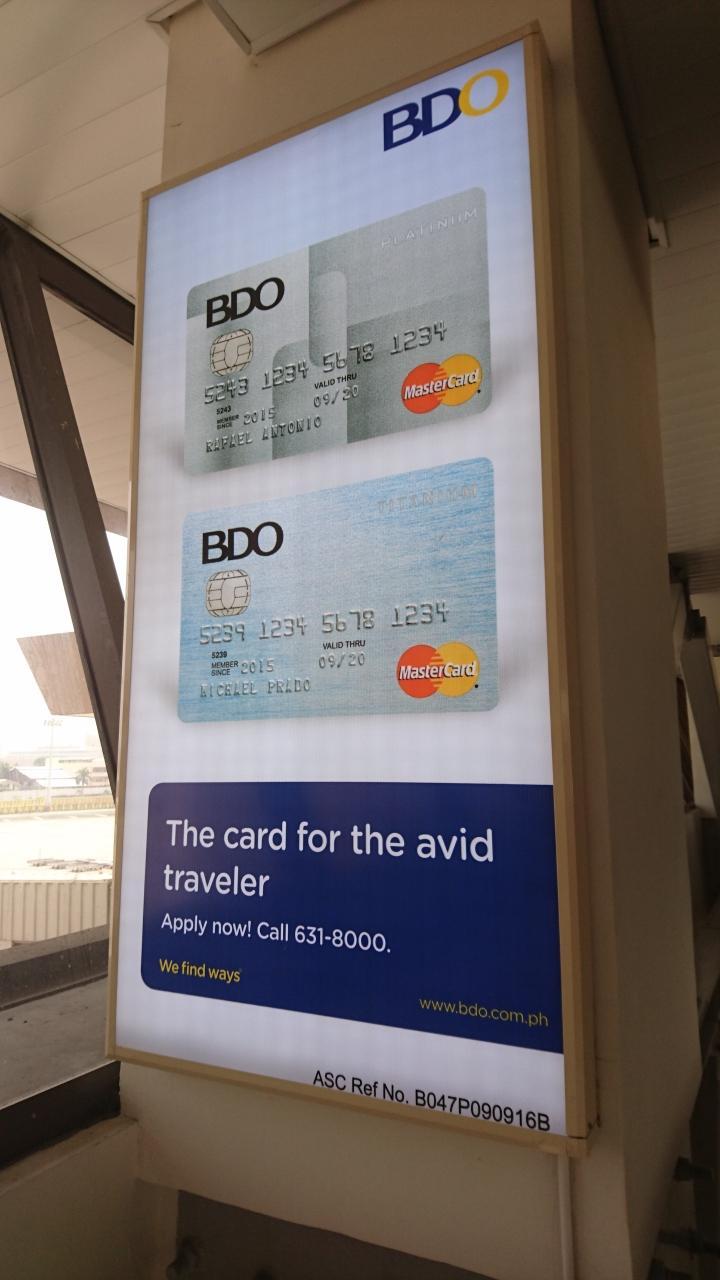 BDO
PLATINUM
BDO
5243 1234 5678 1234
5243
VALID THRU
MEMBER SINCE 2015 09/20
RAFAEL ANTONIO
MasterCard
TITANIUM
BDO
5239 1234 5678 1234
5239
VALID THRU
MEMBER SINCE 2015 09/20
MICHAEL PRADO
MasterCard
The card for the avid
traveler
Apply now! Call 631-8000.
We find ways
www.bdo.com.ph
ASC Ref No. B047P090916B